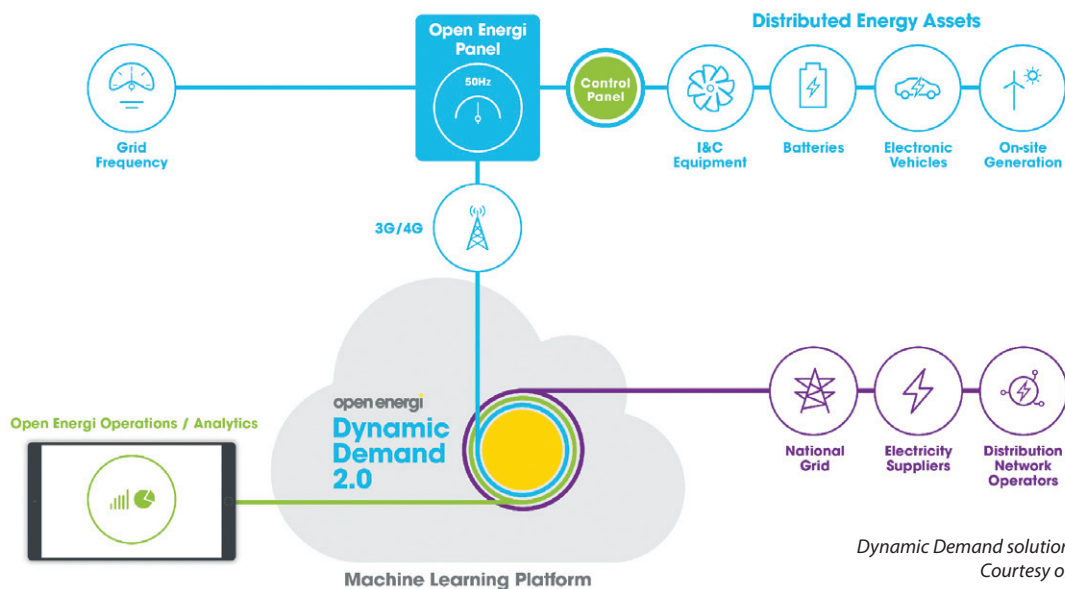 Open Energi
Panel
50Hz
Distributed Energy Assets
Control
Panel
Grid
Frequency
I&C
Equipment
Batteries
Electronic
Vehicles
On-site
Generation
3G/4G
open energi
Dynamic
Demand
2.0
Open Energi Operations / Analytics
National
Grid
Electricity
Suppliers
Distribution
Network
Operators
Machine Learning Platform
Dynamic Demand solution
Courtesy o